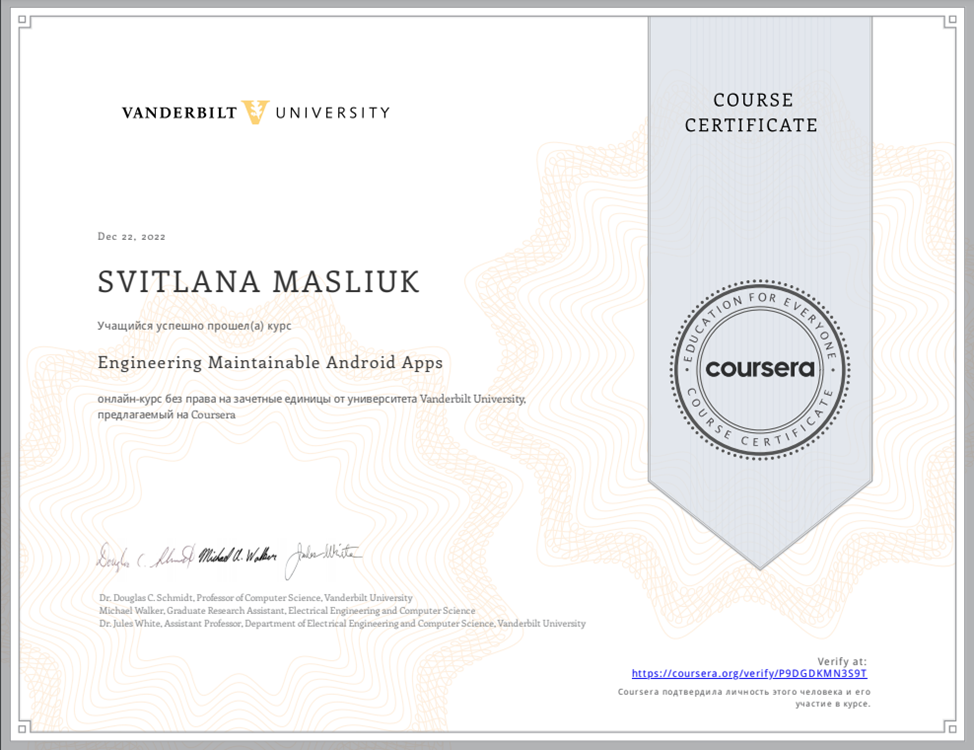 VANDERBILT UNIVERSITY
COURSE
CERTIFICATE
Dec 22, 2022
SVITLANA MASLIUK
Учащийся успешно прошел(а) курс
Engineering Maintainable Android Apps
онлайн-курс без права на зачетные единицы от университета Vanderbilt University,
предлагаемый на Coursera
EDUCATION FOR EVERYONE
coursera
COURSE CERTIFICATE
Douglas C. Schmidt Michael A. Walker Jules White
Dr. Douglas C. Schmidt, Professor of Computer Science, Vanderbilt University
Michael Walker, Graduate Research Assistant, Electrical Engineering and Computer Science
Dr. Jules White, Assistant Professor, Department of Electrical Engineering and Computer Science, Vanderbilt University
Verify at:
https://coursera.org/verify/P9DGDKMN3S9T
Coursera подтвердила личность этого человека и его
участие в курсе.